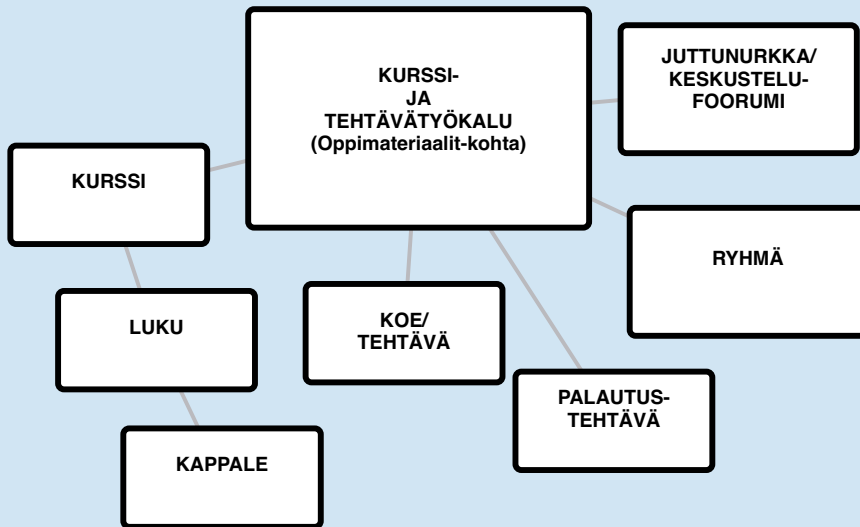 KURSSI-
JA
TEHTÄVÄTYÖKALU
(Oppimateriaalit-kohta)
JUTTUNURKKA/
KESKUSTELU-
FOORUMI
KURSSI
RYHMÄ
LUKU
KOE/
TEHTÄVÄ
PALAUTUS-
TEHTÄVÄ
KAPPALE